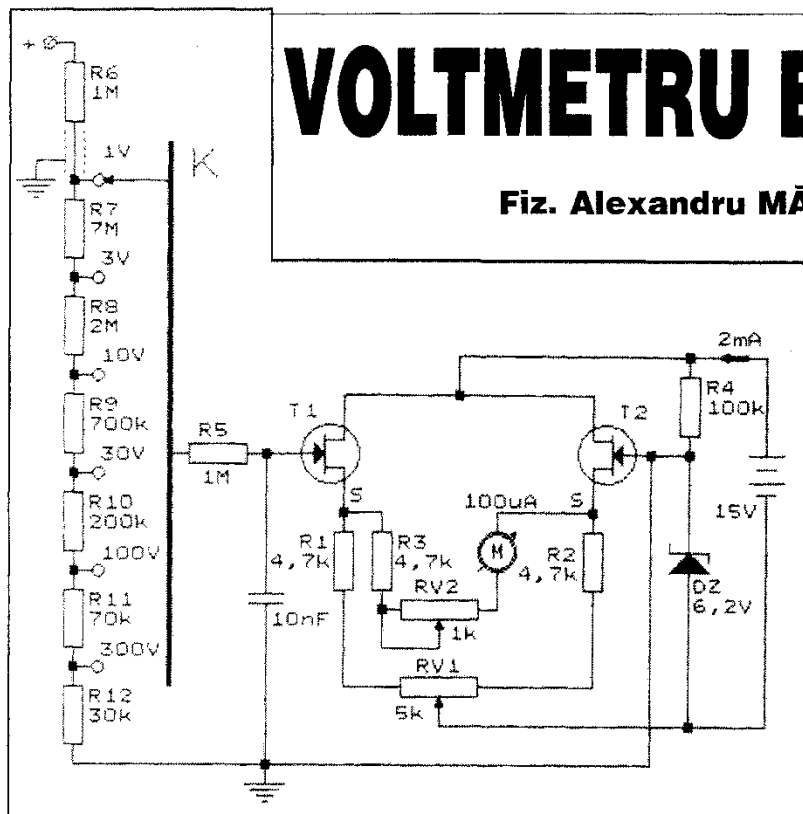 VOLTMETRU
Fiz. Alexandru MĂ
+ Ø
R6
1M
1V
K
R7
7M
3V
R8
2M
10V
R9
700k
30V
R10
200k
100V
R11
70k
300V
R12
30k
R5
1M
10nF
T1
S
R1
4,7k
R3
4,7k
RV2
1k
RV1
5k
100uA
M
S
R2
4,7k
T2
2mA
R4
100k
15V
DZ
6,2V